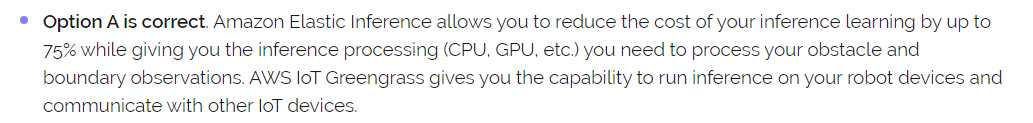 Option A is correct. Amazon Elastic Inference allows you to reduce the cost of your inference learning by up to
75% while giving you the inference processing (CPU, GPU, etc.) you need to process your obstacle and
boundary observations. AWS IoT Greengrass gives you the capability to run inference on your robot devices and
communicate with other IoT devices.